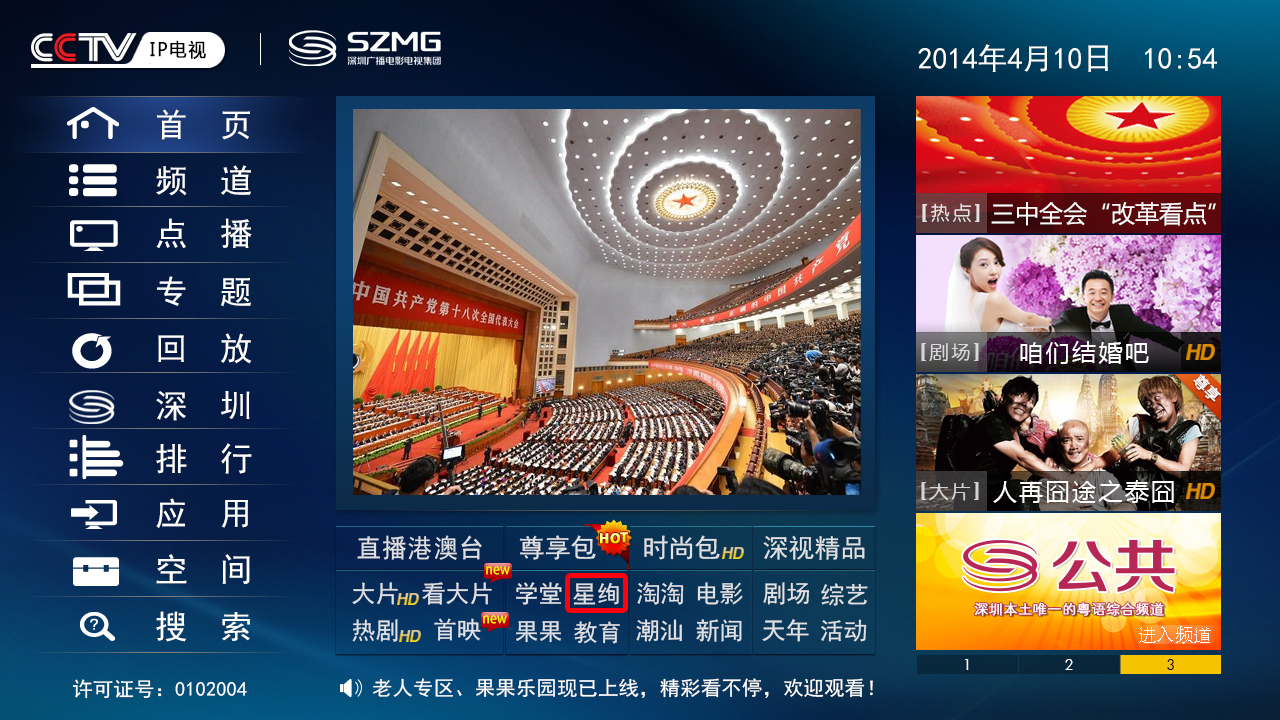 CCTV IP电视
SZMG
深圳广播电影电视集团
2014年4月10日 10:54
首页
频道
点播
专题
回放
深圳
排行
应用
空间
搜索
许可证号：0102004
中国共产党第十八次全国代表大会
直播港澳台 尊享包 HOT 时尚包HD 深视精品
大片HD 看大片 new 学堂 星绚 淘淘 电影 剧场 综艺
热剧HD 首映 new 果果 教育 潮汕 新闻 天年 活动
老人专区、果果乐园现已上线，精彩看不停，欢迎观看！
[热点] 三中全会“改革看点”
[剧场] 咱们结婚吧 HD
尊享
[大片] 人再囧途之泰囧 HD
公共
深圳本土唯一的粤语综合频道
进入频道
1 2 3